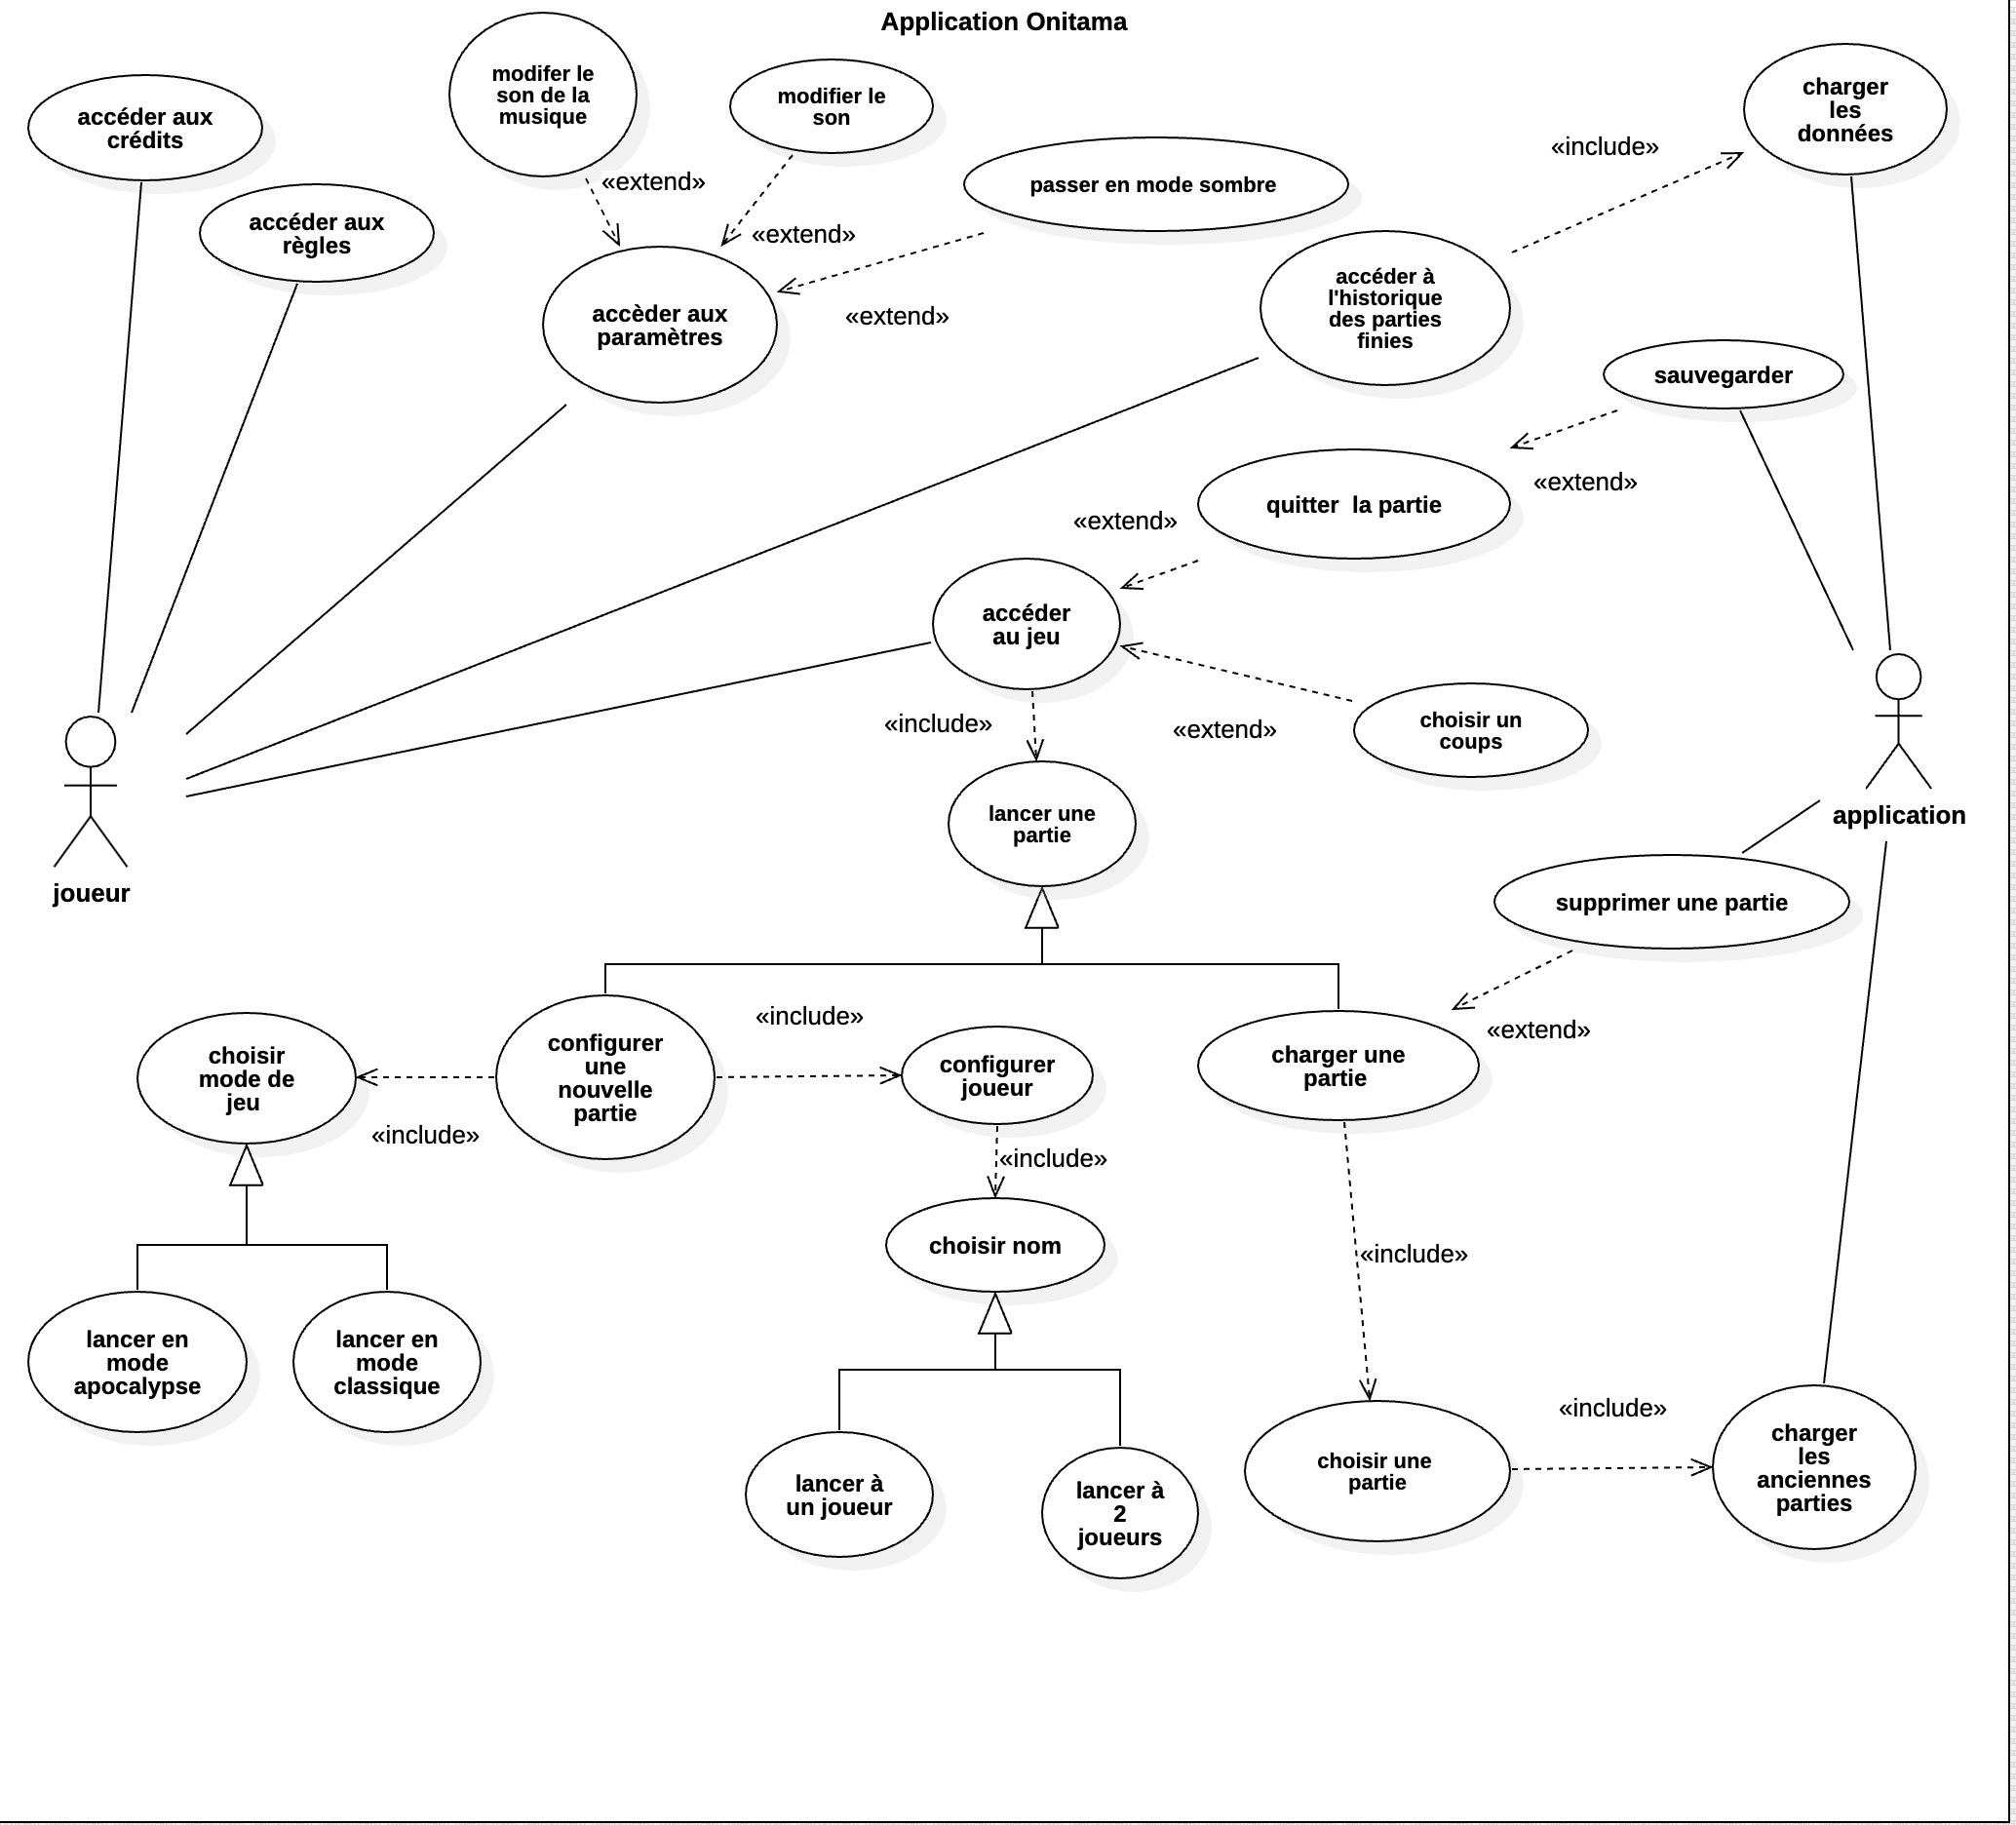 Application Onitama
accéder aux
crédits
modifer le
son de la
musique
modifier le
son
charger
les
données
accéder aux
règles
«extend»
«extend»
passer en mode sombre
«include»
accèder aux
paramètres
«extend»
accéder à
l'historique
des parties
finies
sauvegarder
«extend»
quitter  la partie
«extend»
accéder
au jeu
«include»
«extend»
choisir un
coups
joueur
application
lancer une
partie
supprimer une partie
«extend»
choisir
mode de
jeu
«include»
configurer
une
nouvelle
partie
«include»
configurer
joueur
charger une
partie
«include»
choisir nom
«include»
lancer en
mode
apocalypse
lancer en
mode
classique
lancer à
un joueur
lancer à
2
joueurs
choisir une
partie
«include»
charger
les
anciennes
parties